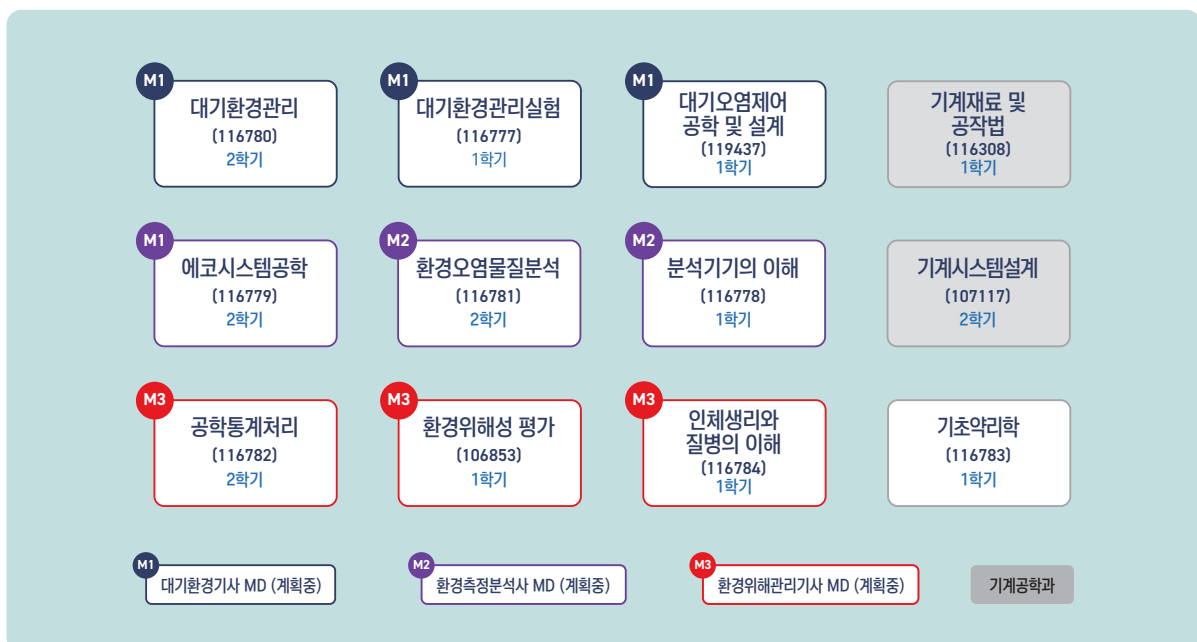 M1
대기환경관리
(116780)
2학기
M1
대기환경관리실험
(116777)
1학기
M1
대기오염제어
공학 및 설계
(119437)
1학기
기계재료 및
공작법
(116308)
1학기
M1
에코시스템공학
(116779)
2학기
M2
환경오염물질분석
(116781)
2학기
M2
분석기기의 이해
(116778)
1학기
기계시스템설계
(107117)
2학기
M3
공학통계처리
(116782)
2학기
M3
환경위해성 평가
(106853)
1학기
M3
인체생리와
질병의 이해
(116784)
1학기
기초약리학
(116783)
1학기
M1
대기환경기사 MD (계획중)
M2
환경측정분석사 MD (계획중)
M3
환경위해관리기사 MD (계획중)
기계공학과